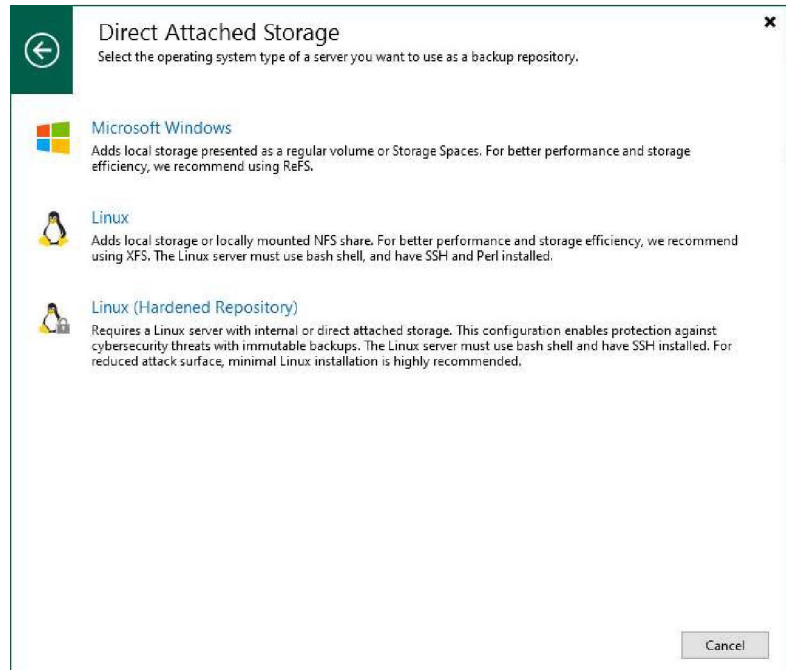 Direct Attached Storage
Select the operating system type of a server you want to use as a backup repository.
Microsoft Windows
Adds local storage presented as a regular volume or Storage Spaces. For better performance and storage
efficiency, we recommend using ReFS.
Linux
Adds local storage or locally mounted NFS share. For better performance and storage efficiency, we recommend
using XFS. The Linux server must use bash shell, and have SSH and Perl installed.
Linux (Hardened Repository)
Requires a Linux server with internal or direct attached storage. This configuration enables protection against
cybersecurity threats with immutable backups. The Linux server must use bash shell and have SSH installed. For
reduced attack surface, minimal Linux installation is highly recommended.
Cancel